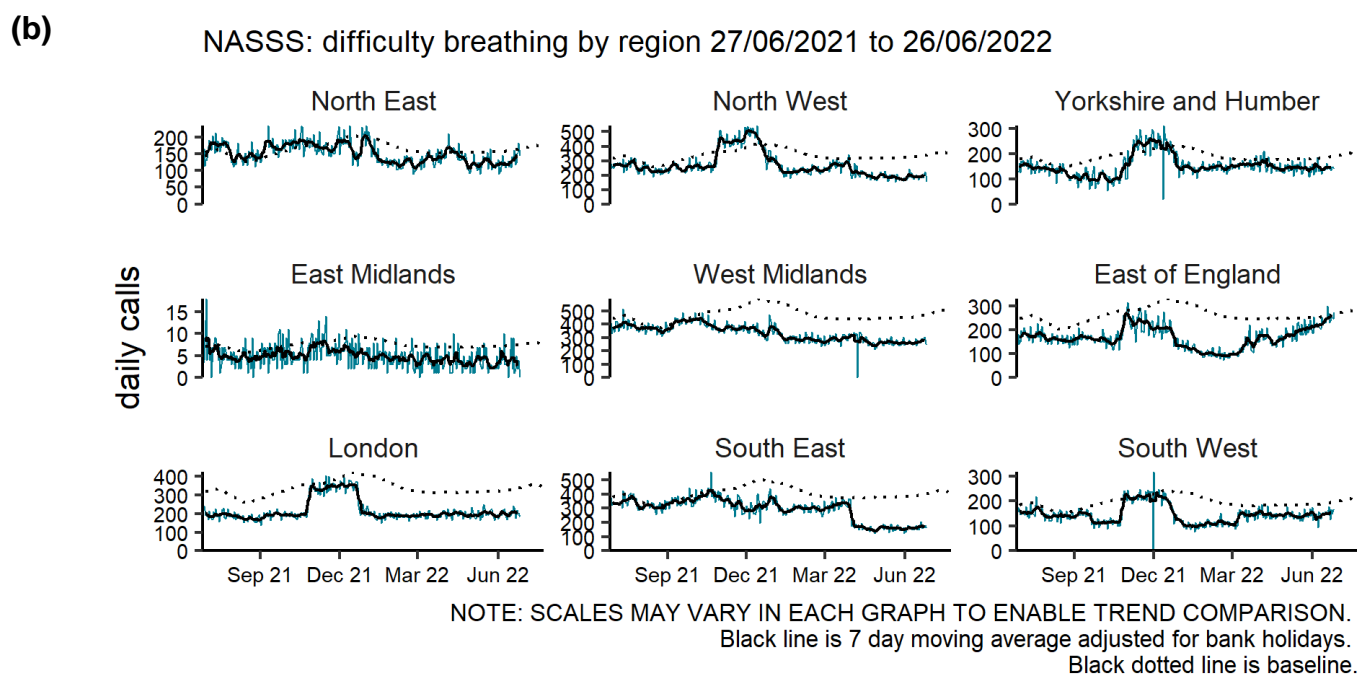 (b)
NASSS: difficulty breathing by region 27/06/2021 to 26/06/2022
daily calls
North East
200
150
100
50
0
North West
500
400
300
200
100
0
Yorkshire and Humber
300
200
100
0
East Midlands
15
10
5
0
West Midlands
500
400
300
200
100
0
East of England
300
200
100
0
London
400
300
200
100
0
South East
500
400
300
200
100
0
South West
300
200
100
0
Sep 21 Dec 21 Mar 22 Jun 22
Sep 21 Dec 21 Mar 22 Jun 22
Sep 21 Dec 21 Mar 22 Jun 22
NOTE: SCALES MAY VARY IN EACH GRAPH TO ENABLE TREND COMPARISON.
Black line is 7 day moving average adjusted for bank holidays.
Black dotted line is baseline.